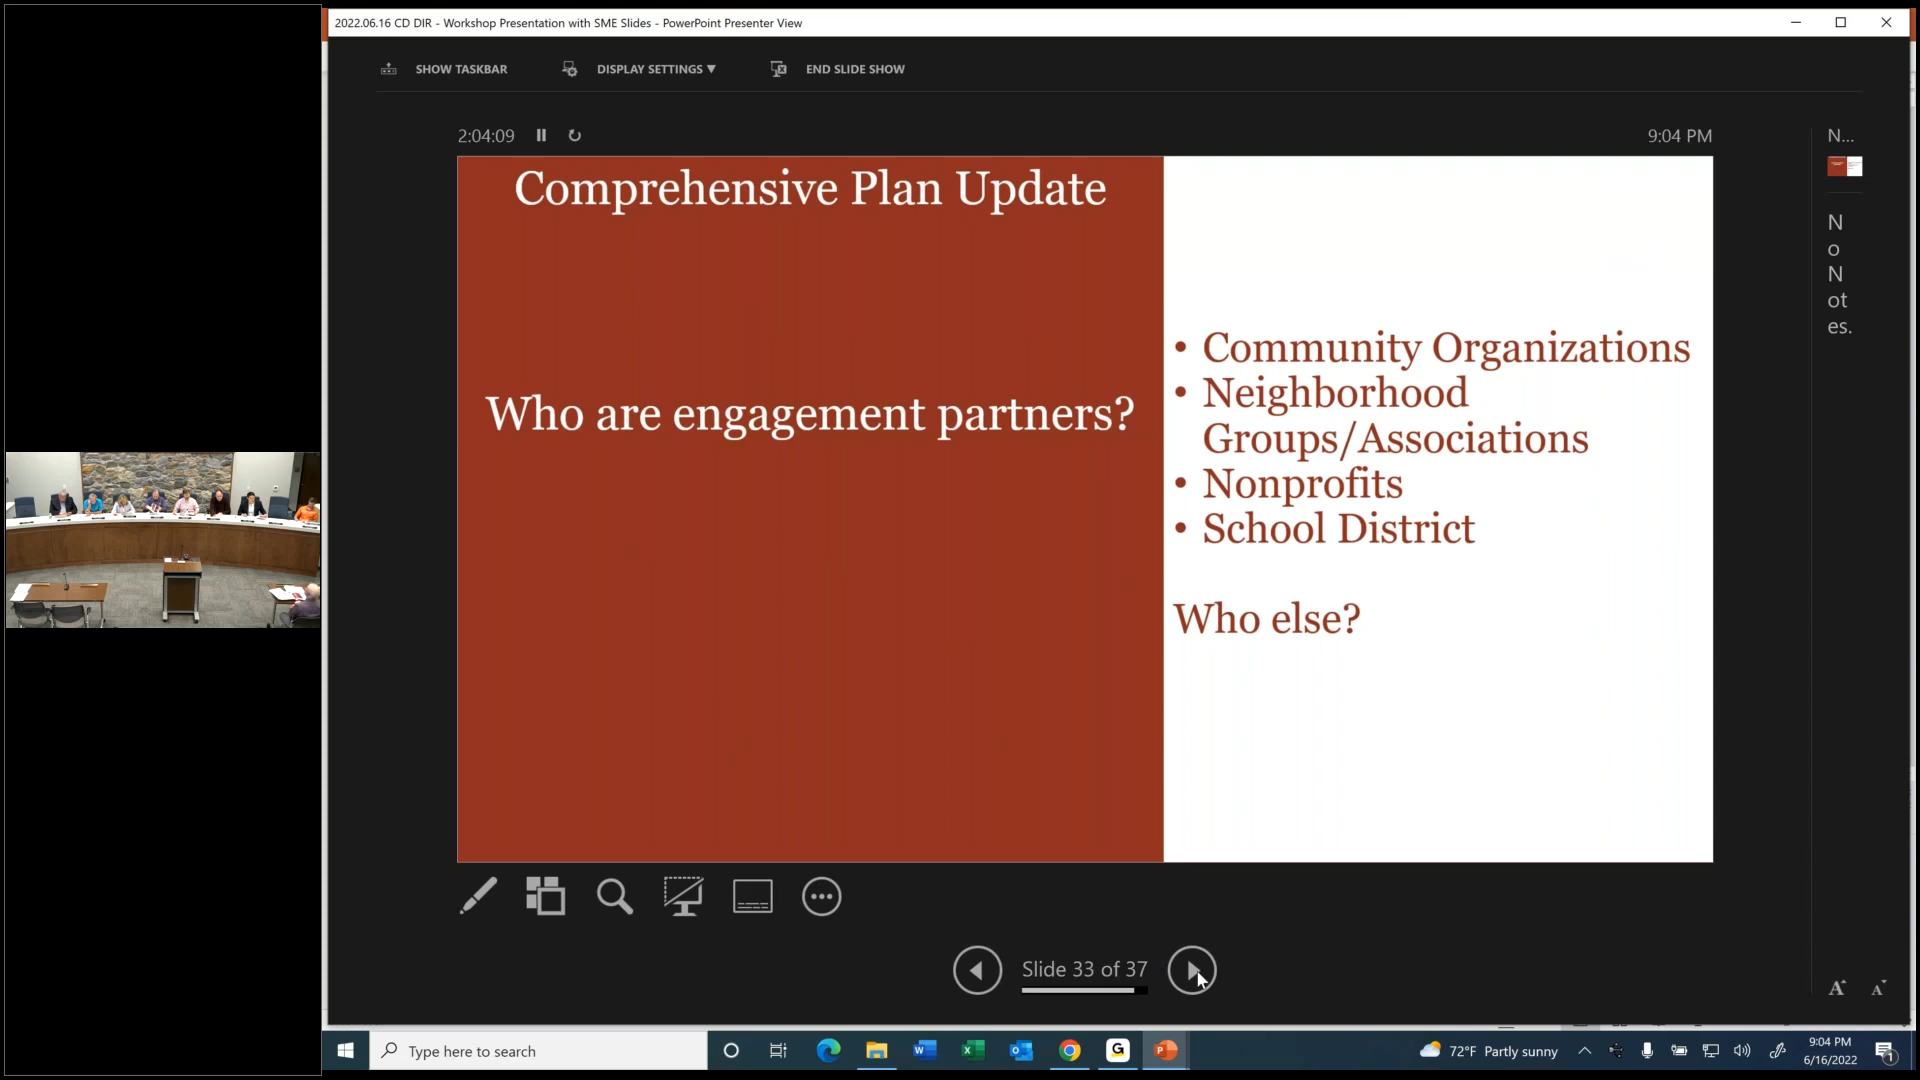 2022.06.16 CD DIR - Workshop Presentation with SME Slides - PowerPoint Presenter View
SHOW TASKBAR
DISPLAY SETTINGS ▼
END SLIDE SHOW
2:04:09
9:04 PM
N...
Comprehensive Plan Update
Who are engagement partners?
• Community Organizations
• Neighborhood
Groups/Associations
• Nonprofits
• School District
Who else?
N
o
N
ot
es.
Slide 33 of 37
A
A
Type here to search
72°F Partly sunny
9:04 PM
6/16/2022
1